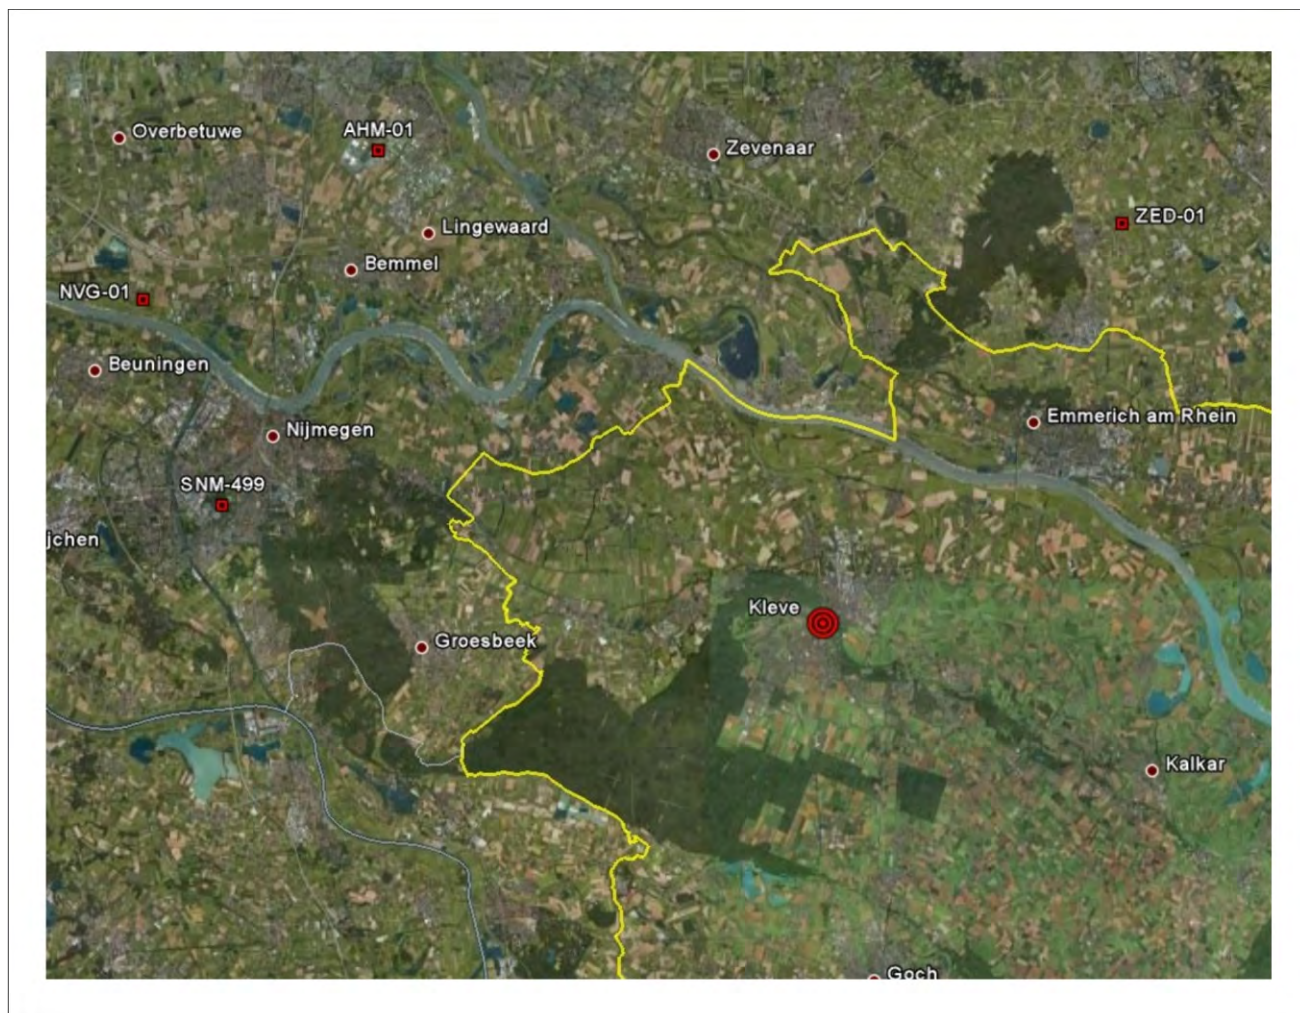 Overbetuwe
AHM-01
Zevenaar
ZED-01
Lingewaard
Bemmel
NVG-01
Beuningen
Emmerich am Rhein
Nijmegen
SNM-499
jchen
Kleve
Groesbeek
Kalkar
Goch